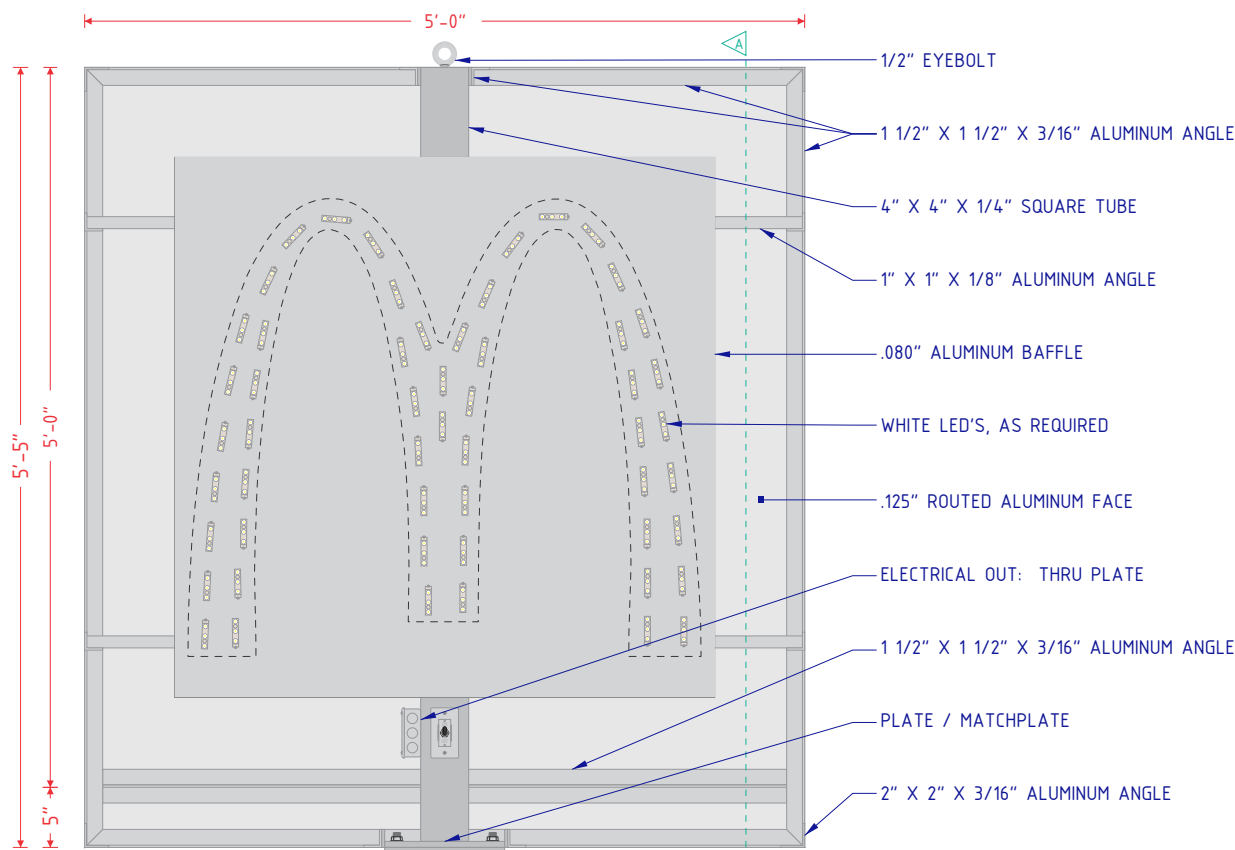 5'-0"
A
1/2" EYEBOLT
1 1/2" X 1 1/2" X 3/16" ALUMINUM ANGLE
4" X 4" X 1/4" SQUARE TUBE
1" X 1" X 1/8" ALUMINUM ANGLE
.080" ALUMINUM BAFFLE
WHITE LED'S, AS REQUIRED
5'-0"
5'-5"
.125" ROUTED ALUMINUM FACE
ELECTRICAL OUT: THRU PLATE
1 1/2" X 1 1/2" X 3/16" ALUMINUM ANGLE
PLATE / MATCHPLATE
2" X 2" X 3/16" ALUMINUM ANGLE
5"